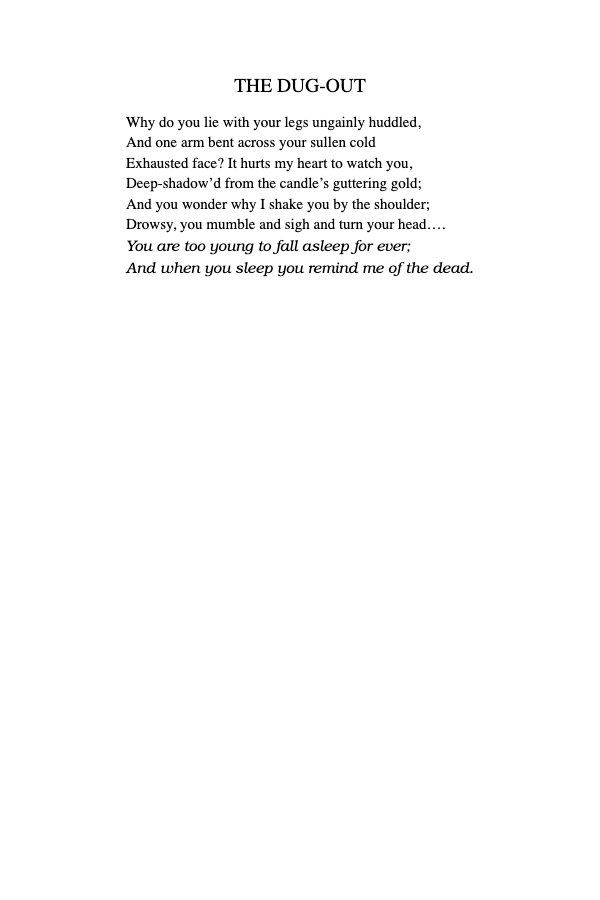 THE DUG-OUT
Why do you lie with your legs ungainly huddled,
And one arm bent across your sullen cold
Exhausted face? It hurts my heart to watch you,
Deep-shadow’d from the candle’s guttering gold;
And you wonder why I shake you by the shoulder;
Drowsy, you mumble and sigh and turn your head….
You are too young to fall asleep for ever;
And when you sleep you remind me of the dead.